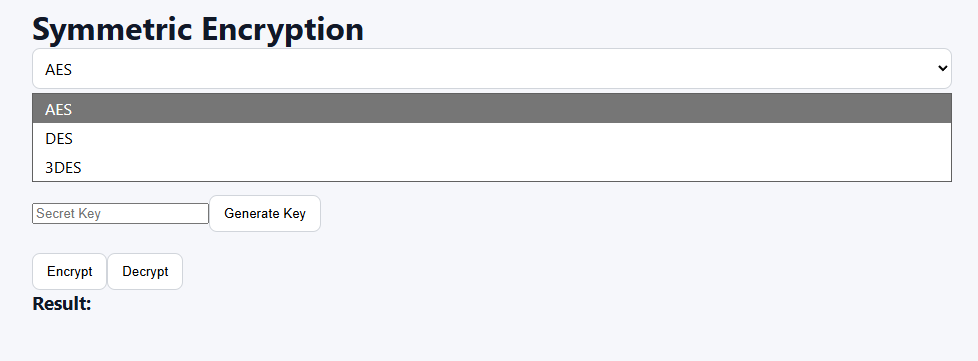 Symmetric Encryption
AES
AES
DES
3DES
Secret Key Generate Key
Encrypt Decrypt
Result: